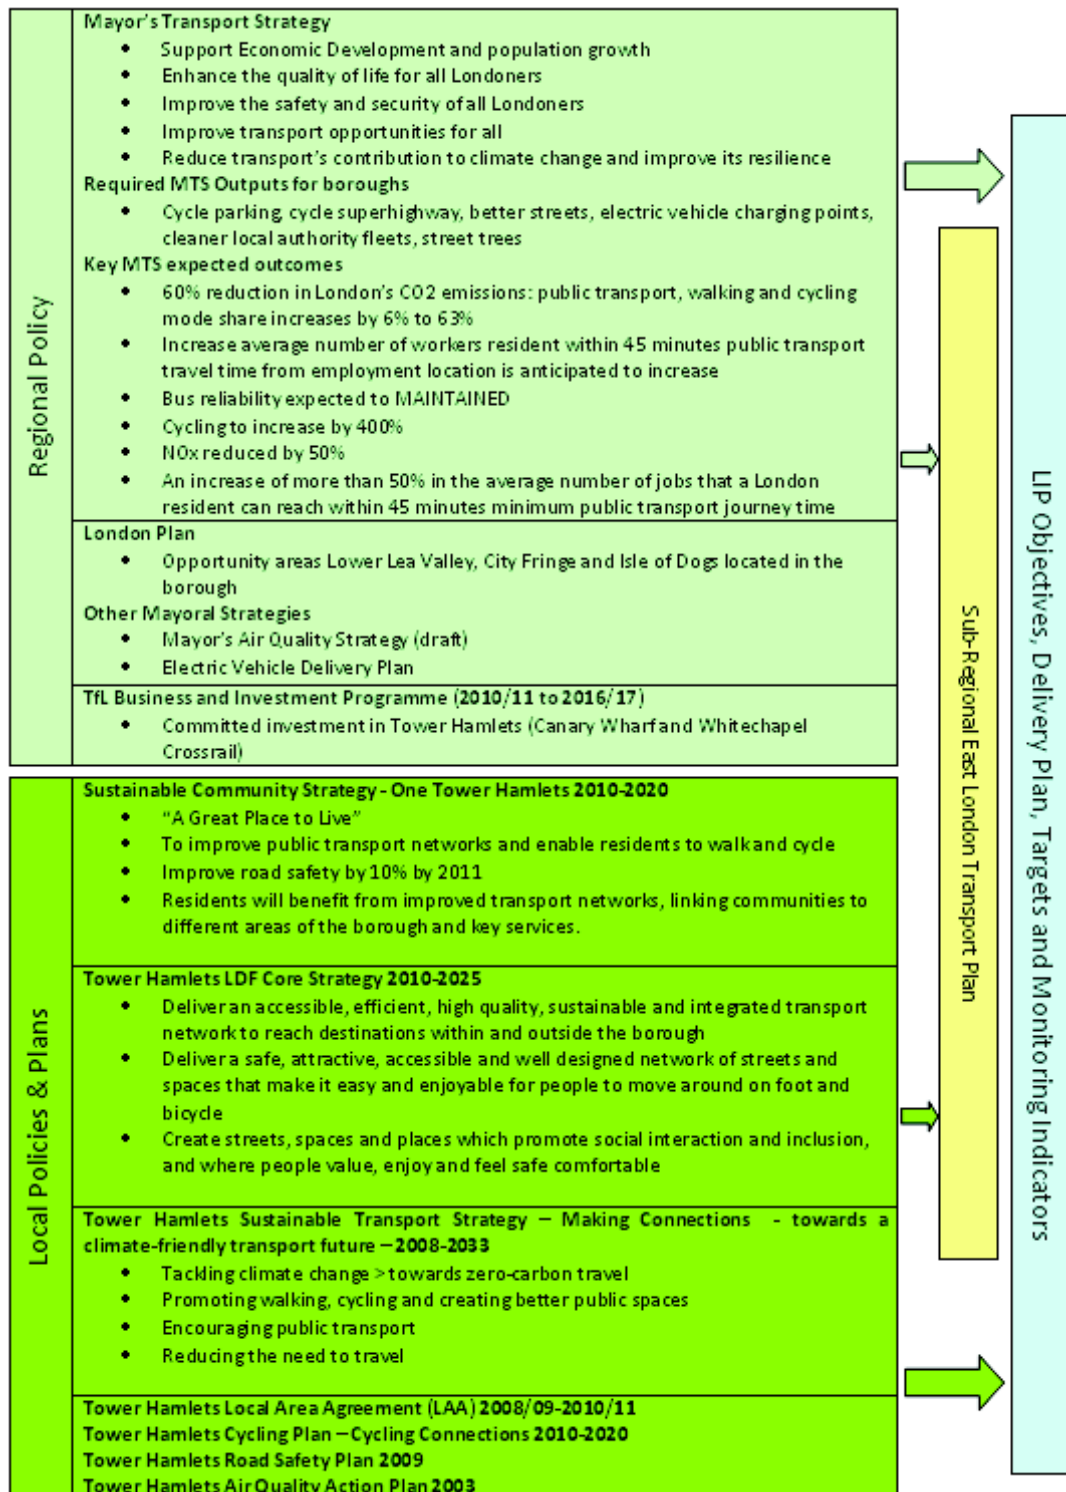 Mayor's Transport Strategy
• Support Economic Development and population growth
• Enhance the quality of life for all Londoners
• Improve the safety and security of all Londoners
• Improve transport opportunities for all
• Reduce transport's contribution to climate change and improve its resilience
Required MTS Outputs for boroughs
• Cycle parking, cycle superhighway, better streets, electric vehicle charging points,
cleaner local authority fleets, street trees
Key MTS expected outcomes
• 60% reduction in London's CO2 emissions: public transport, walking and cycling
mode share increases by 6% to 63%
• Increase average number of workers resident within 45 minutes public transport
travel time from employment location is anticipated to increase
• Bus reliability expected to MAINTAINED
• Cycling to increase by 400%
• NOx reduced by 50%
• An increase of more than 50% in the average number of jobs that a London
resident can reach within 45 minutes minimum public transport journey time
London Plan
• Opportunity areas Lower Lea Valley, City Fringe and Isle of Dogs located in the
borough
Other Mayoral Strategies
• Mayor's Air Quality Strategy (draft)
• Electric Vehicle Delivery Plan
TfL Business and Investment Programme (2010/11 to 2016/17)
• Committed investment in Tower Hamlets (Canary Wharf and Whitechapel
Crossrail)
Regional Policy
Sustainable Community Strategy - One Tower Hamlets 2010-2020
• "A Great Place to Live"
• To improve public transport networks and enable residents to walk and cycle
• Improve road safety by 10% by 2011
• Residents will benefit from improved transport networks, linking communities to
different areas of the borough and key services.
Tower Hamlets LDF Core Strategy 2010-2025
• Deliver an accessible, efficient, high quality, sustainable and integrated transport
network to reach destinations within and outside the borough
• Deliver a safe, attractive, accessible and well designed network of streets and
spaces that make it easy and enjoyable for people to move around on foot and
bicycle
• Create streets, spaces and places which promote social interaction and inclusion,
and where people value, enjoy and feel safe comfortable
Tower Hamlets Sustainable Transport Strategy – Making Connections - towards a
climate-friendly transport future – 2008-2033
• Tackling climate change > towards zero-carbon travel
• Promoting walking, cycling and creating better public spaces
• Encouraging public transport
• Reducing the need to travel
Tower Hamlets Local Area Agreement (LAA) 2008/09-2010/11
Tower Hamlets Cycling Plan – Cycling Connections 2010-2020
Tower Hamlets Road Safety Plan 2009
Tower Hamlets Air Quality Action Plan 2003
Local Policies & Plans
Sub-Regional East London Transport Plan
LIP Objectives, Delivery Plan, Targets and Monitoring Indicators